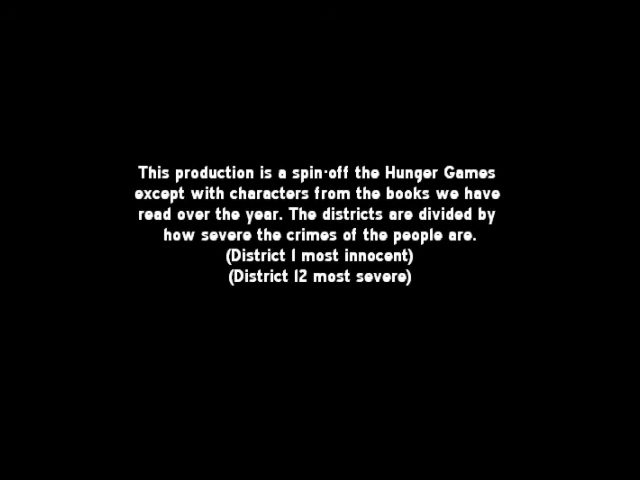 This production is a spin-off the Hunger Games
except with characters from the books we have
read over the year. The districts are divided by
how severe the crimes of the people are.
(District 1 most innocent)
(District 12 most severe)